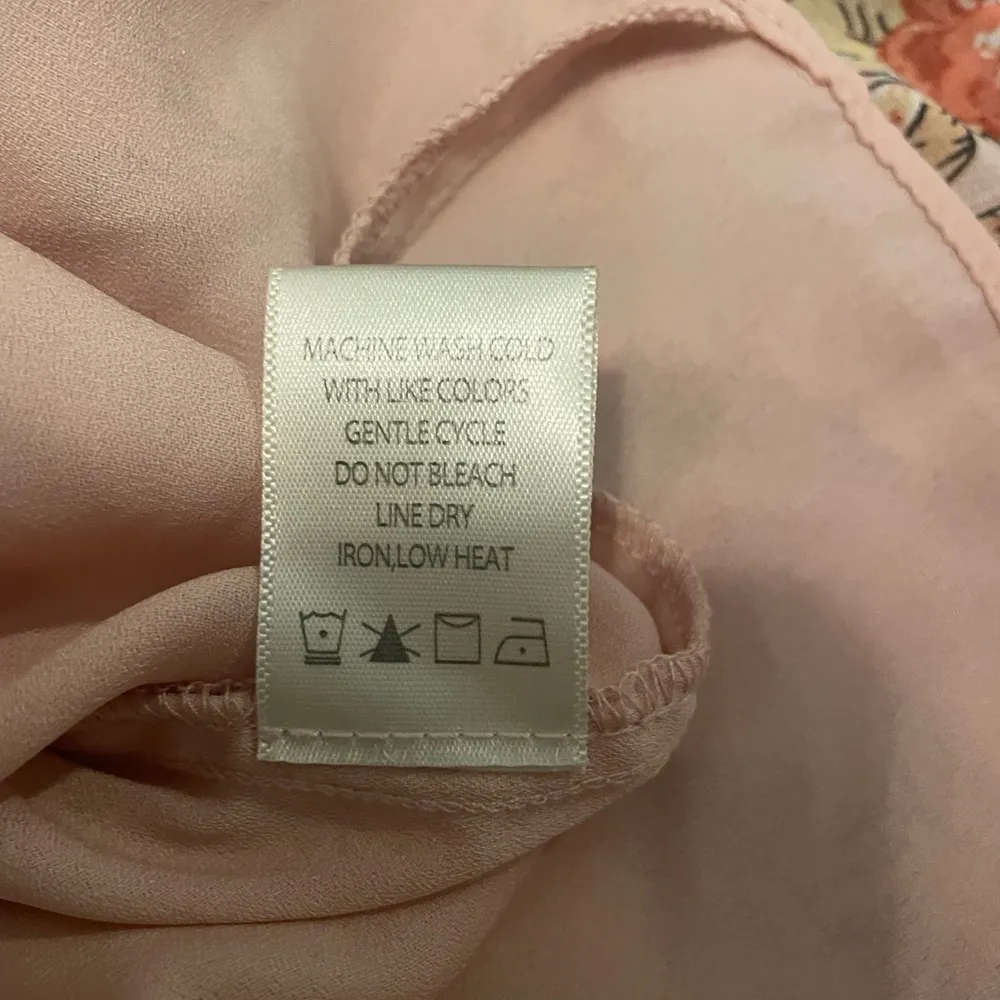 MACHINE WASH COLD
WITH LIKE COLORS
GENTLE CYCLE
DO NOT BLEACH
LINE DRY
IRON,LOW HEAT